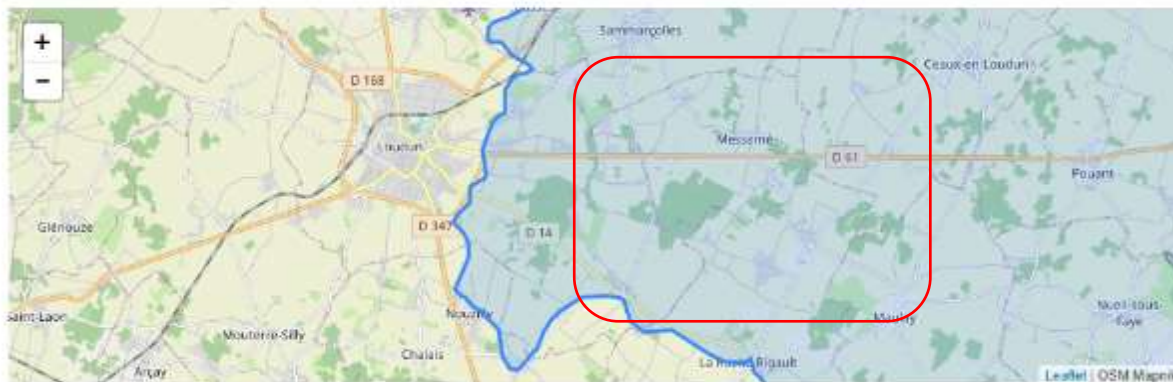 +
Sammarçolles
Ceaux-en-Loudun
−
D 168
Loudun
Messemé
D 61
Pouant
Glénouze
D 347
D 14
Saint-Laon
Mouterre-Silly
Nouzilly
Maulay
Nueil-sous-
Faye
Chalais
La Roche-Rigault
Arçay
Leaflet | OSM Mapnik